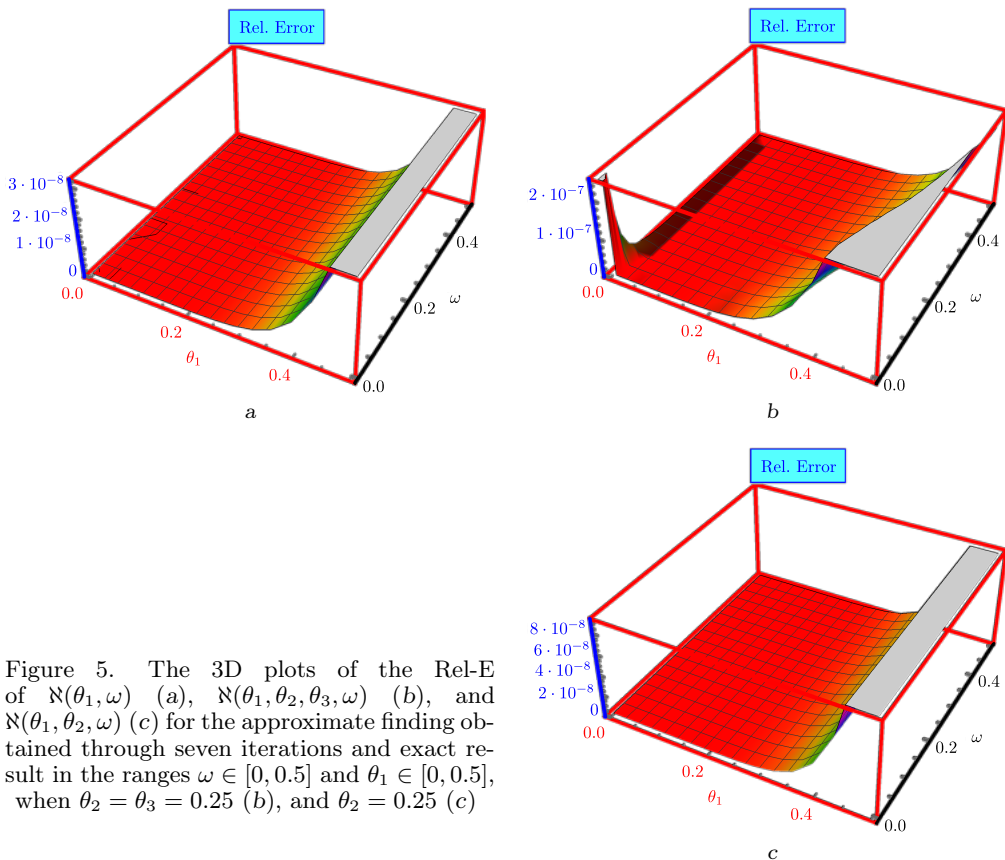 Rel. Error
3 · 10⁻⁸
2 · 10⁻⁸
1 · 10⁻⁸
0
0.0
0.2
θ₁
0.4
0.0
0.2
ω
0.4
a
Rel. Error
2 · 10⁻⁷
1 · 10⁻⁷
0
0.0
0.2
θ₁
0.4
0.0
0.2
ω
0.4
b
Rel. Error
8 · 10⁻⁸
6 · 10⁻⁸
4 · 10⁻⁸
2 · 10⁻⁸
0
0.0
0.2
θ₁
0.4
0.0
0.2
ω
0.4
c
Figure 5. The 3D plots of the Rel-E
of ℵ(θ₁, ω) (a), ℵ(θ₁, θ₂, θ₃, ω) (b), and
ℵ(θ₁, θ₂, ω) (c) for the approximate finding ob-
tained through seven iterations and exact re-
sult in the ranges ω ∈ [0, 0.5] and θ₁ ∈ [0, 0.5],
when θ₂ = θ₃ = 0.25 (b), and θ₂ = 0.25 (c)